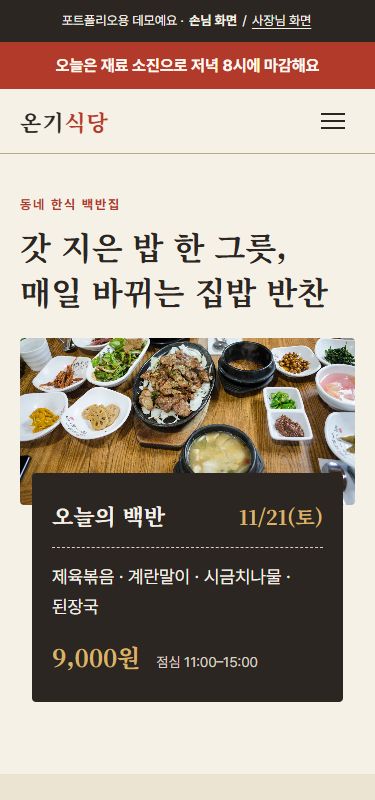 포트폴리오용 데모예요 · 손님 화면 / 사장님 화면
오늘은 재료 소진으로 저녁 8시에 마감해요
온기식당
동네 한식 백반집
갓 지은 밥 한 그릇,
매일 바뀌는 집밥 반찬
오늘의 백반 11/21(토)
제육볶음 · 계란말이 · 시금치나물 ·
된장국
9,000원 점심 11:00–15:00